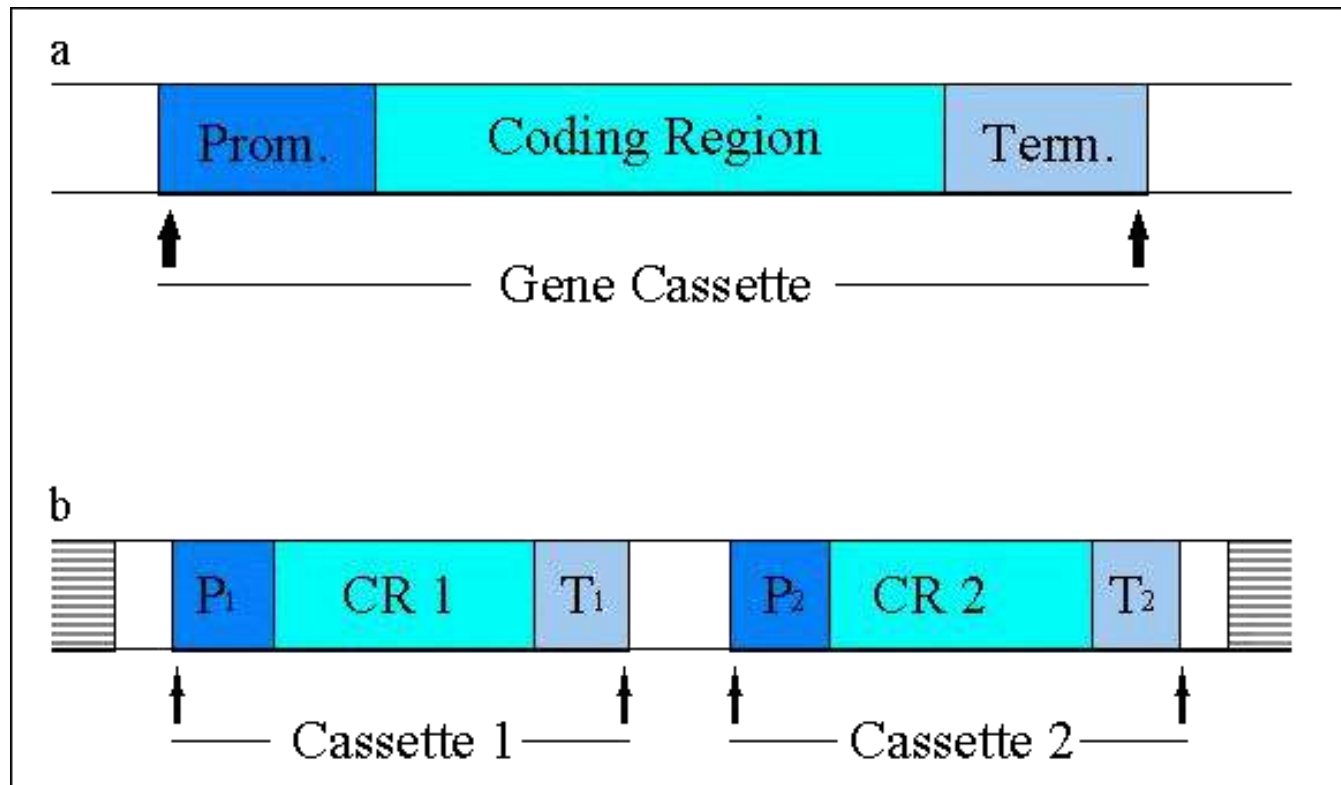 a
Prom. Coding Region Term.
Gene Cassette
b
P1 CR 1 T1 P2 CR 2 T2
Cassette 1 Cassette 2